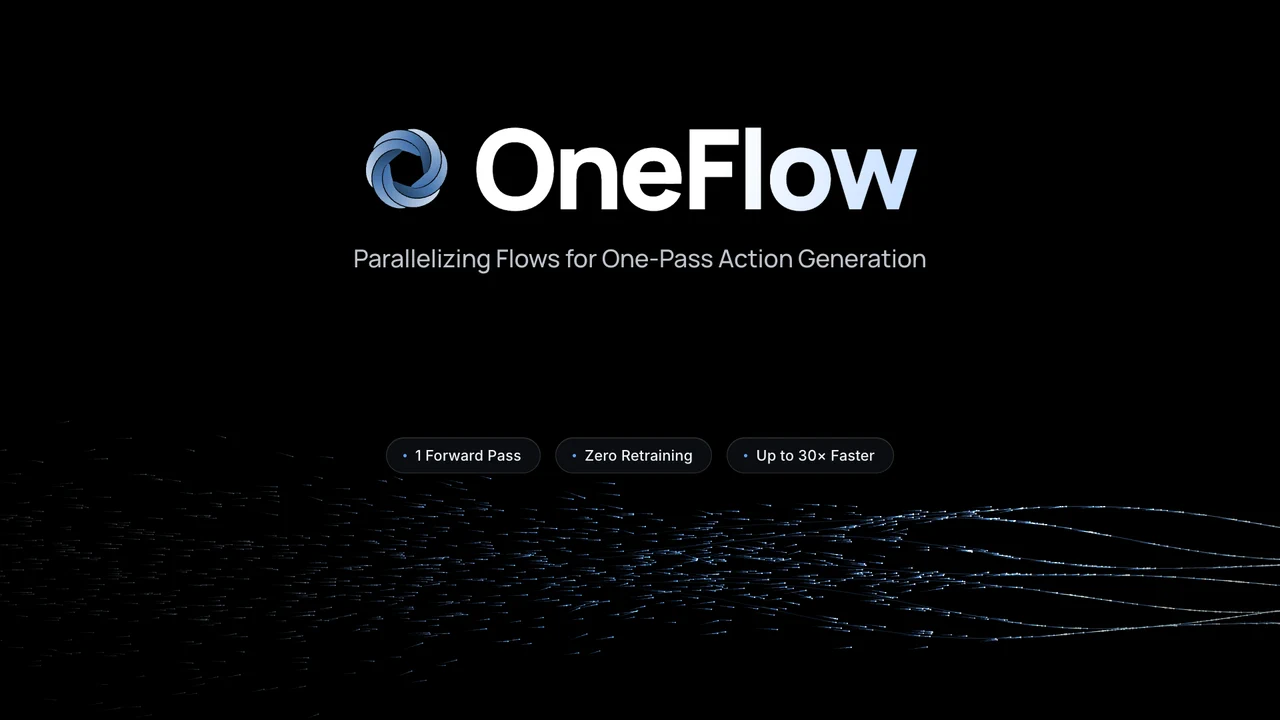 OneFlow
Parallelizing Flows for One-Pass Action Generation
1 Forward Pass
Zero Retraining
Up to 30× Faster